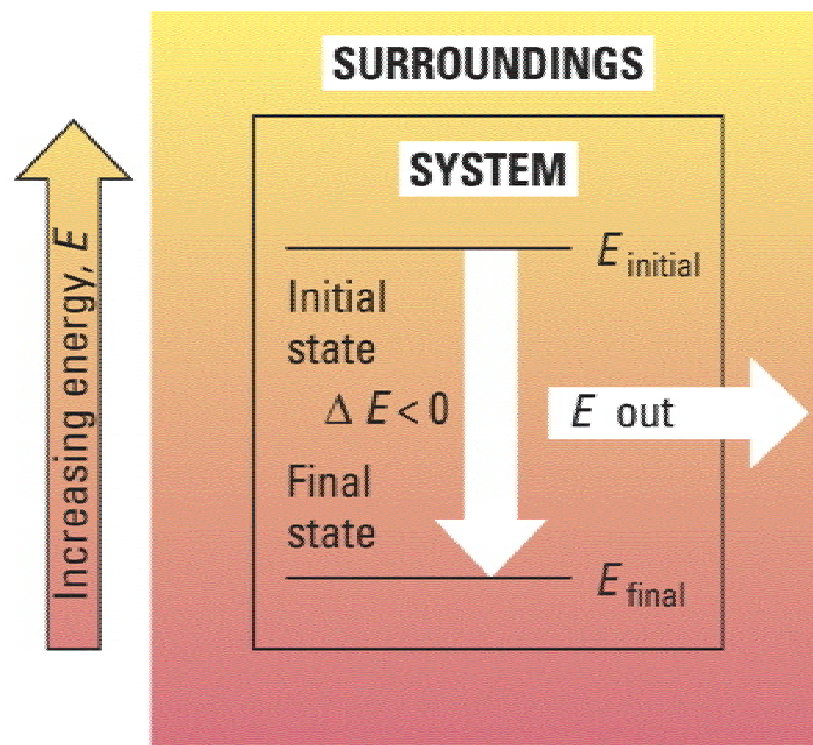 SURROUNDINGS
SYSTEM
Increasing energy, E
E initial
Initial
state
Δ E < 0
E out
Final
state
E final